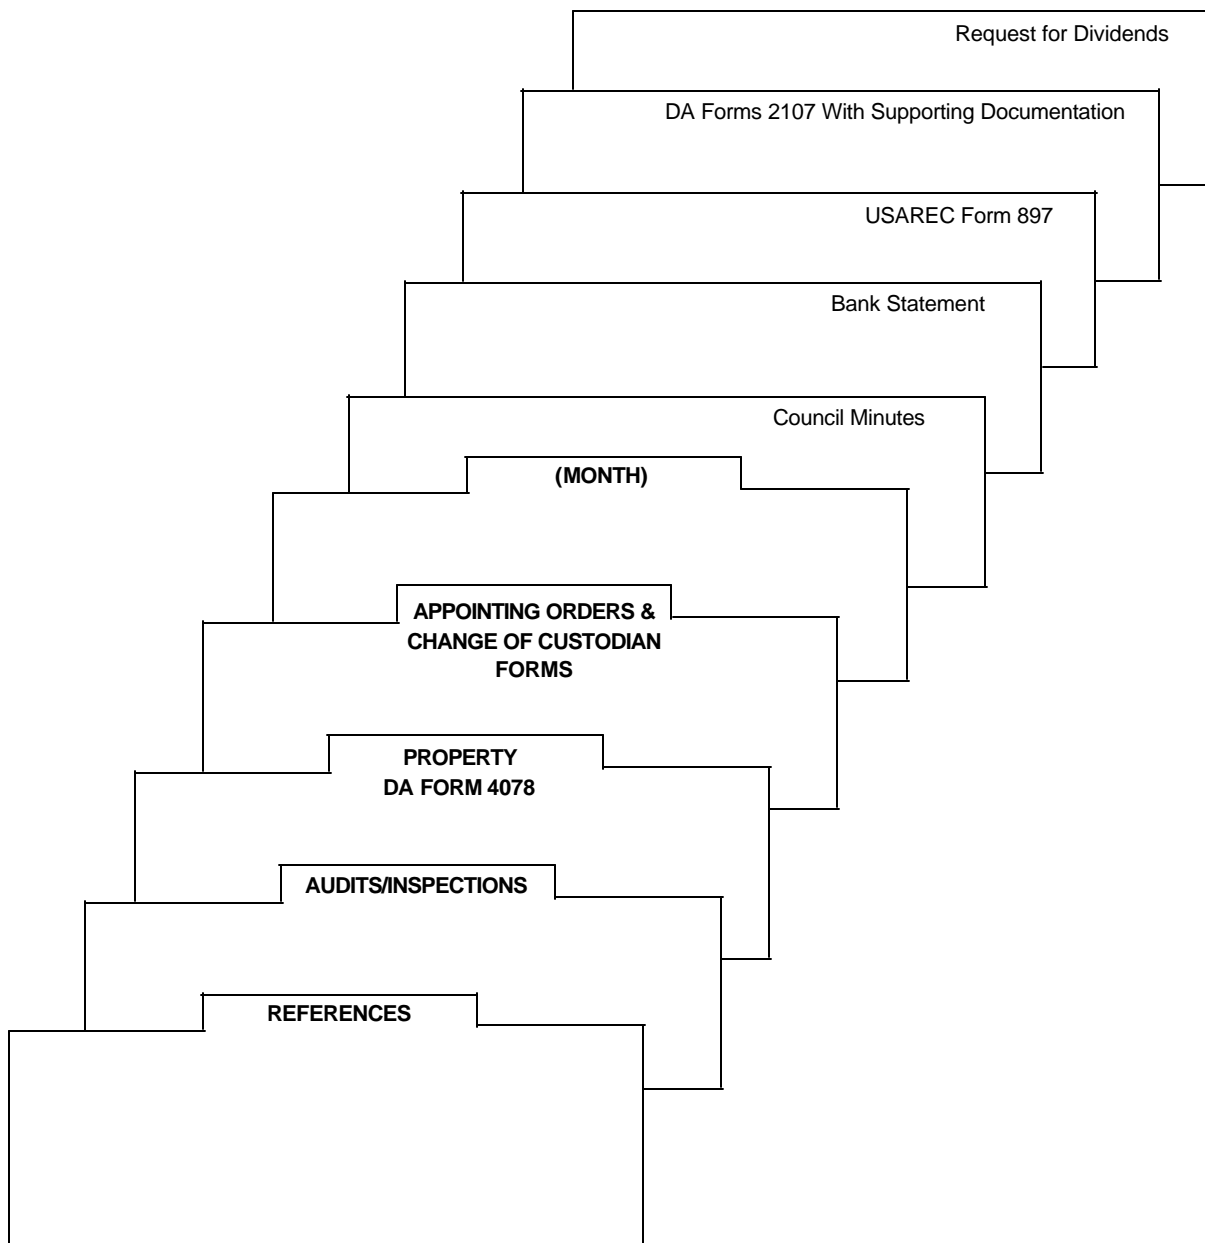 Request for Dividends
DA Forms 2107 With Supporting Documentation
USAREC Form 897
Bank Statement
Council Minutes
(MONTH)
APPOINTING ORDERS &
CHANGE OF CUSTODIAN
FORMS
PROPERTY
DA FORM 4078
AUDITS/INSPECTIONS
REFERENCES